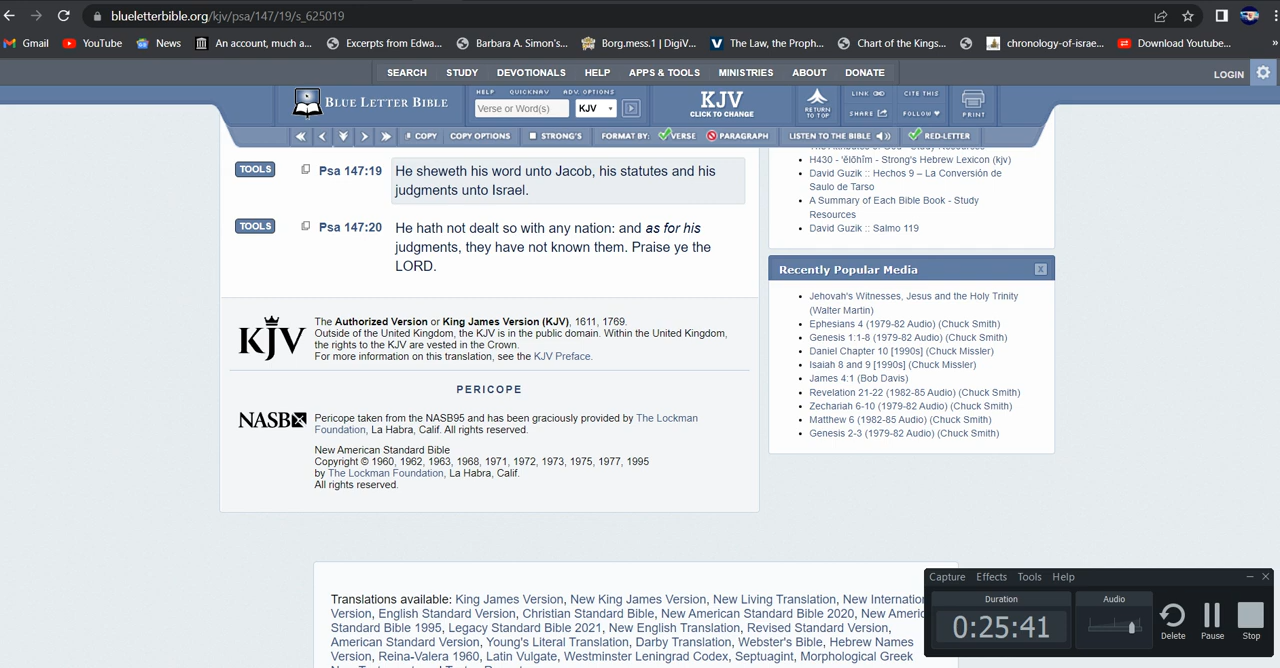 blueletterbible.org/kjv/psa/147/19/s_625019
Gmail YouTube News An account, much a... Excerpts from Edwa... Barbara A. Simon's... Borg.mess.1 | DigiV... The Law, the Proph... Chart of the Kings... chronology-of-israe... Download Youtube... »
SEARCH STUDY DEVOTIONALS HELP APPS & TOOLS MINISTRIES ABOUT DONATE LOGIN
BLUE LETTER BIBLE
HELP QUICKNAV ADV. OPTIONS
Verse or Word(s) KJV
KJV
CLICK TO CHANGE
RETURN TO TOP
LINK CITE THIS
SHARE FOLLOW
PRINT
COPY COPY OPTIONS STRONG'S FORMAT BY: VERSE PARAGRAPH LISTEN TO THE BIBLE RED-LETTER
TOOLS Psa 147:19 He sheweth his word unto Jacob, his statutes and his
judgments unto Israel.
TOOLS Psa 147:20 He hath not dealt so with any nation: and as for his
judgments, they have not known them. Praise ye the
LORD.
KJV
The Authorized Version or King James Version (KJV), 1611, 1769.
Outside of the United Kingdom, the KJV is in the public domain. Within the United Kingdom,
the rights to the KJV are vested in the Crown.
For more information on this translation, see the KJV Preface.
PERICOPE
NASB
Pericope taken from the NASB95 and has been graciously provided by The Lockman
Foundation, La Habra, Calif. All rights reserved.
New American Standard Bible
Copyright © 1960, 1962, 1963, 1968, 1971, 1972, 1973, 1975, 1977, 1995
by The Lockman Foundation, La Habra, Calif.
All rights reserved.
H430 - 'ĕlōhîm - Strong's Hebrew Lexicon (kjv)
David Guzik :: Hechos 9 – La Conversión de
Saulo de Tarso
A Summary of Each Bible Book - Study
Resources
David Guzik :: Salmo 119
Recently Popular Media X
Jehovah's Witnesses, Jesus and the Holy Trinity
(Walter Martin)
Ephesians 4 (1979-82 Audio) (Chuck Smith)
Genesis 1:1-8 (1979-82 Audio) (Chuck Smith)
Daniel Chapter 10 [1990s] (Chuck Missler)
Isaiah 8 and 9 [1990s] (Chuck Missler)
James 4:1 (Bob Davis)
Revelation 21-22 (1982-85 Audio) (Chuck Smith)
Zechariah 6-10 (1979-82 Audio) (Chuck Smith)
Matthew 6 (1982-85 Audio) (Chuck Smith)
Genesis 2-3 (1979-82 Audio) (Chuck Smith)
Translations available: King James Version, New King James Version, New Living Translation, New Internation
Version, English Standard Version, Christian Standard Bible, New American Standard Bible 2020, New Americ
Standard Bible 1995, Legacy Standard Bible 2021, New English Translation, Revised Standard Version,
American Standard Version, Young's Literal Translation, Darby Translation, Webster's Bible, Hebrew Names
Version, Reina-Valera 1960, Latin Vulgate, Westminster Leningrad Codex, Septuagint, Morphological Greek
Capture Effects Tools Help
Duration Audio
0:25:41
Delete Pause Stop